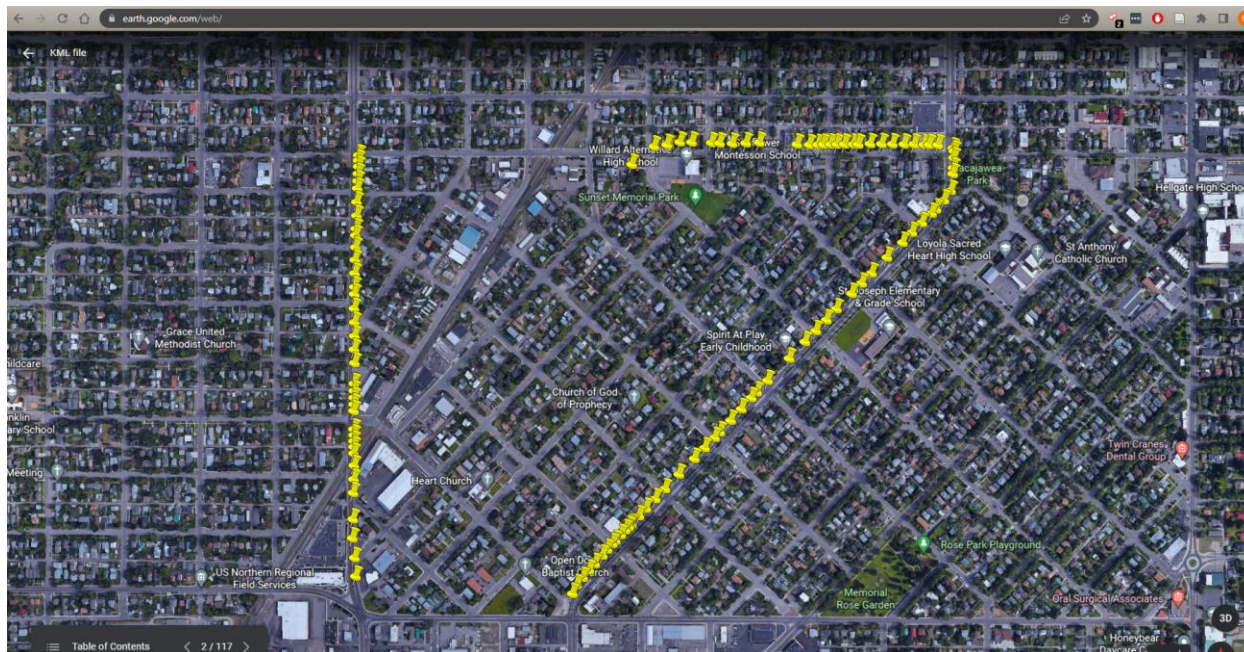 earth.google.com/web/
2
KML file
Willard Alternative
High School
Montessori School
Sunset Memorial Park
Park
Hellgate High School
Loyola Sacred
Heart High School
St Anthony
Catholic Church
St Joseph Elementary
& Grade School
Grace United
Methodist Church
Spirit At Play
Early Childhood
Church of God
of Prophecy
Meeting
Heart Church
Twin Cranes
Dental Group
US Northern Regional
Field Services
Open Door
Baptist Church
Rose Park Playground
Memorial
Rose Garden
Oral Surgical Associates
3D
Table of Contents
2 / 117
Honeybear
Daycare